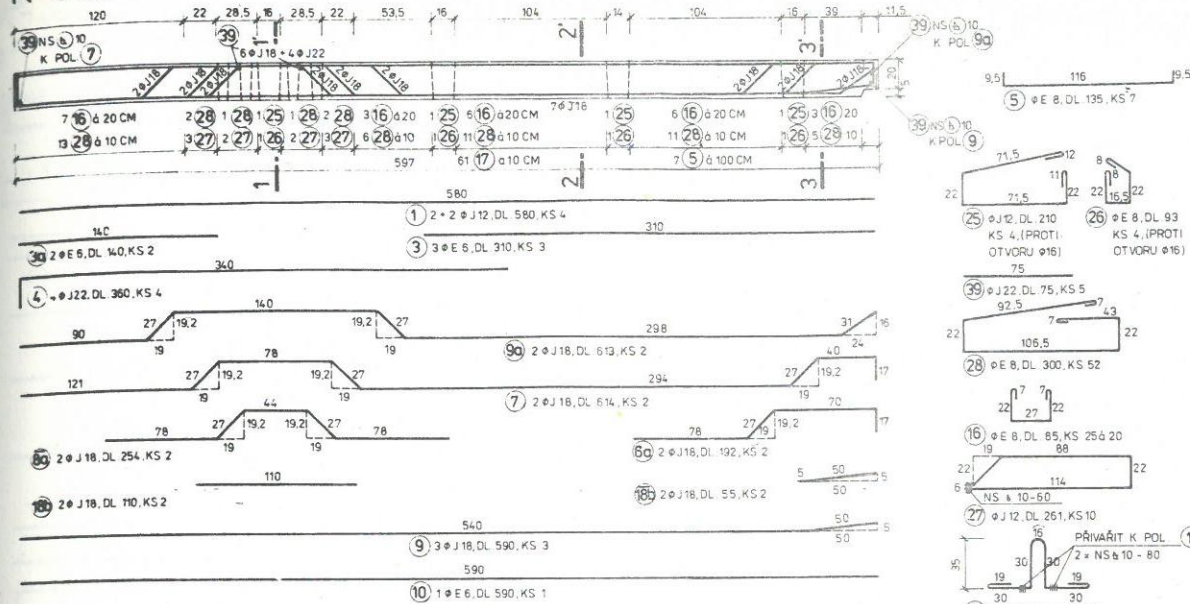 120 22 28,5 16 28,5 22 53,5 16 104 14 104 16 39 11,5
39 NS 10
K POL 7
39
1'
6 ⌀ J18 + 4 ⌀ J22
2'
3'
39 NS 10
K POL 9a
2⌀J18 2⌀J18 2⌀J18 2⌀J18 2⌀J18 2⌀J18 2⌀J18 2⌀J18
20
5
7⌀J18
7 16 á 20 CM 2 28 1 28 1 25 1 28 2 28 3 16 á20 1 25 6 16 á20CM 1 25 6 16 á 20 CM 1 25 3 16 20
13 28 á 10 CM 3 27 2 27 1 26 2 27 3 27 6 28 á10 1 26 11 28 á 10 CM 1 26 11 28 á 10 CM 1 26 5 28 10
39 NS 10
K POL 9
597 61 17 á 10 CM 7 5 á 100 CM
1 2 3
580
1 2 + 2 ⌀ J12, DL 580, KS 4
140 310
3a 2 ⌀ E 6, DL 140, KS 2
3 3 ⌀ E 6, DL 310, KS 3
340
4 4 ⌀ J22, DL 360, KS 4
90 27 19,2 140 19,2 27 298 31 16
19 19 24
9a 2 ⌀ J18, DL 613, KS 2
121 27 19,2 78 19,2 27 294 27 19,2 40 17
19 19 19
7 2 ⌀ J18, DL 614, KS 2
78 27 19,2 44 19,2 27 78 78 27 19,2 70 17
19 19 19
8a 2 ⌀ J18, DL 254, KS 2
6a 2 ⌀ J18, DL 192, KS 2
110
18b 2 ⌀ J18, DL 110, KS 2
5 50 5
50
18b 2 ⌀ J18, DL 55, KS 2
540 50 5
50
9 3 ⌀ J18, DL 590, KS 3
590
10 1 ⌀ E 6, DL 590, KS 1
9,5 116 9,5
5 ⌀ E 8, DL 135, KS 7
71,5 12
11
22 22
71,5
25 ⌀ J12, DL. 210
KS 4, (PROTI
OTVORU ⌀16)
8
8
22 22
16,5
26 ⌀ E 8, DL 93
KS 4, (PROTI
OTVORU ⌀16)
75
39 ⌀ J22, DL 75, KS 5
92,5 7
7 43
22 22
106,5
28 ⌀ E 8, DL 300, KS 52
7 7
22 22
27
16 ⌀ E 8, DL 85, KS 25 á 20
19 88
22 22
6 114
NS 10-60
27 ⌀ J12, DL 261, KS 10
16
PŘIVAŘIT K POL 1
35 30 30 2 × NS 10 - 80
19 19
30 30